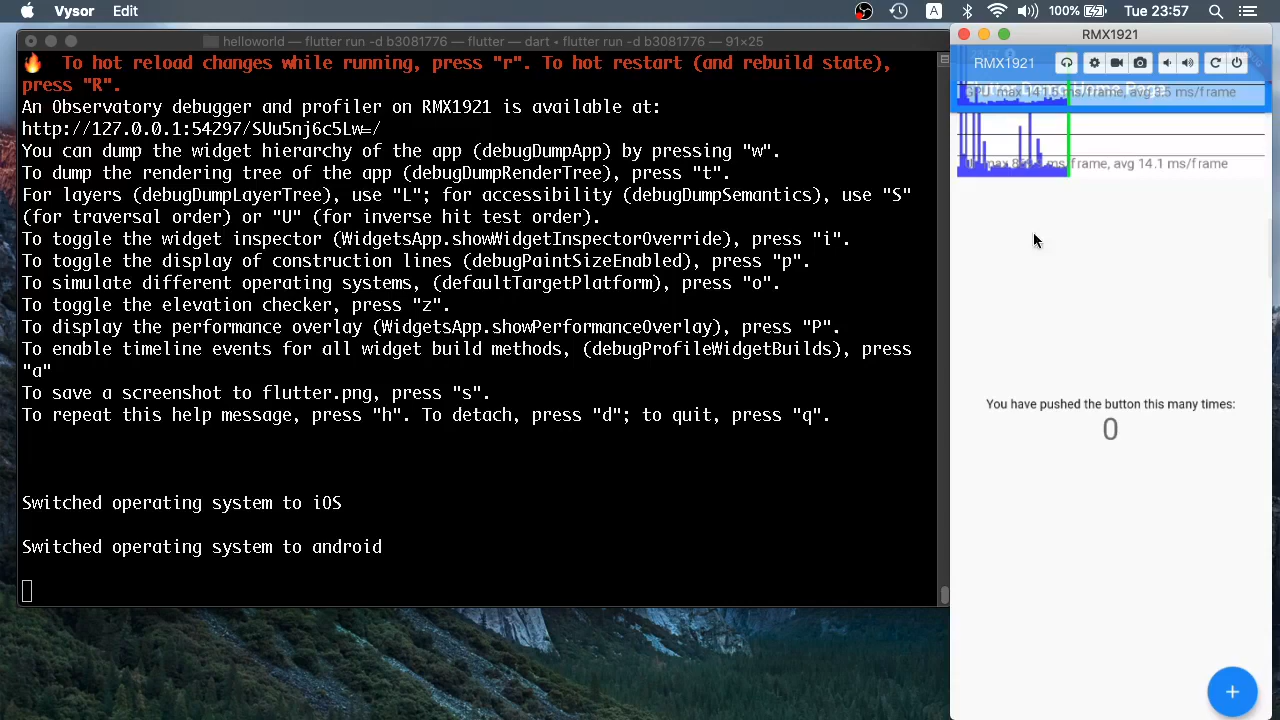 Vysor Edit
A 100% Tue 23:57
helloworld — flutter run -d b3081776 — flutter — dart • flutter run -d b3081776 — 91×25
🔥 To hot reload changes while running, press "r". To hot restart (and rebuild state),
press "R".
An Observatory debugger and profiler on RMX1921 is available at:
http://127.0.0.1:54297/SUu5nj6c5Lw=/
You can dump the widget hierarchy of the app (debugDumpApp) by pressing "w".
To dump the rendering tree of the app (debugDumpRenderTree), press "t".
For layers (debugDumpLayerTree), use "L"; for accessibility (debugDumpSemantics), use "S"
(for traversal order) or "U" (for inverse hit test order).
To toggle the widget inspector (WidgetsApp.showWidgetInspectorOverride), press "i".
To toggle the display of construction lines (debugPaintSizeEnabled), press "p".
To simulate different operating systems, (defaultTargetPlatform), press "o".
To toggle the elevation checker, press "z".
To display the performance overlay (WidgetsApp.showPerformanceOverlay), press "P".
To enable timeline events for all widget build methods, (debugProfileWidgetBuilds), press
"a"
To save a screenshot to flutter.png, press "s".
To repeat this help message, press "h". To detach, press "d"; to quit, press "q".
Switched operating system to iOS
Switched operating system to android
RMX1921
RMX1921
Flutter Demo Home Page
ms/frame, avg ms/frame
max ms/frame, avg 14.1 ms/frame
You have pushed the button this many times:
0
+